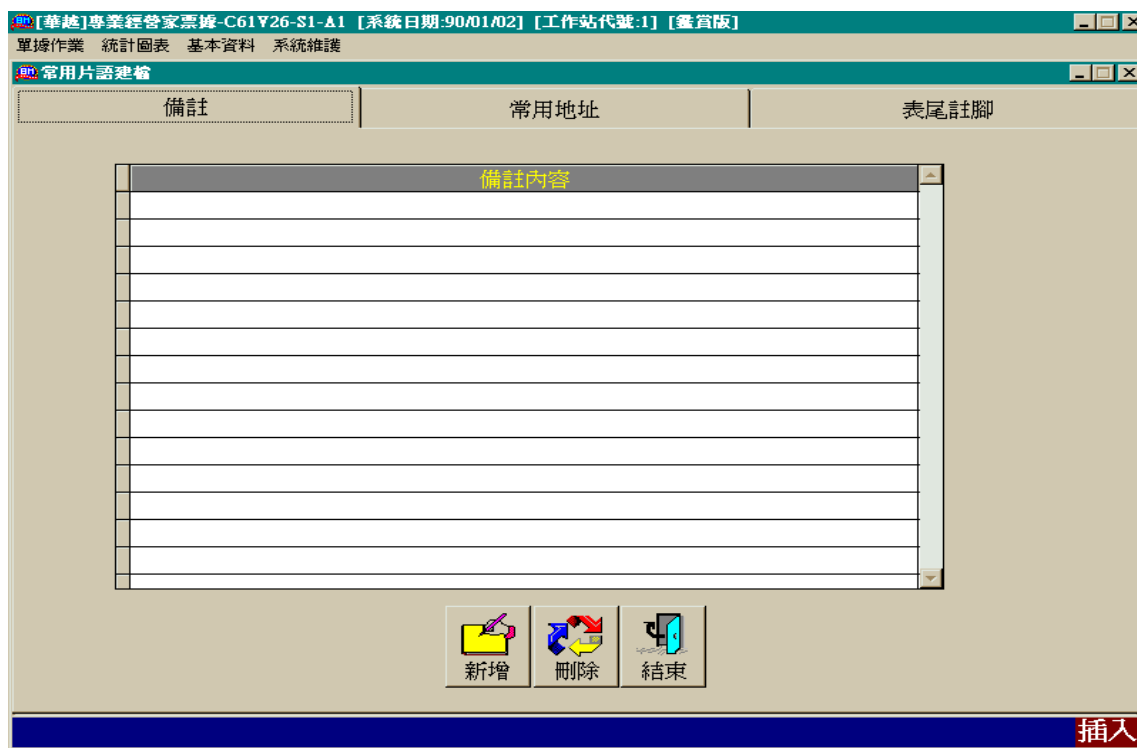 [華越]專業經營家票據-C61V26-S1-A1 [系統日期:90/01/02] [工作站代號:1] [鑑賞版]
單據作業 統計圖表 基本資料 系統維護
常用片語建檔
備註 常用地址 表尾註腳
備註內容
新增 刪除 結束
插入